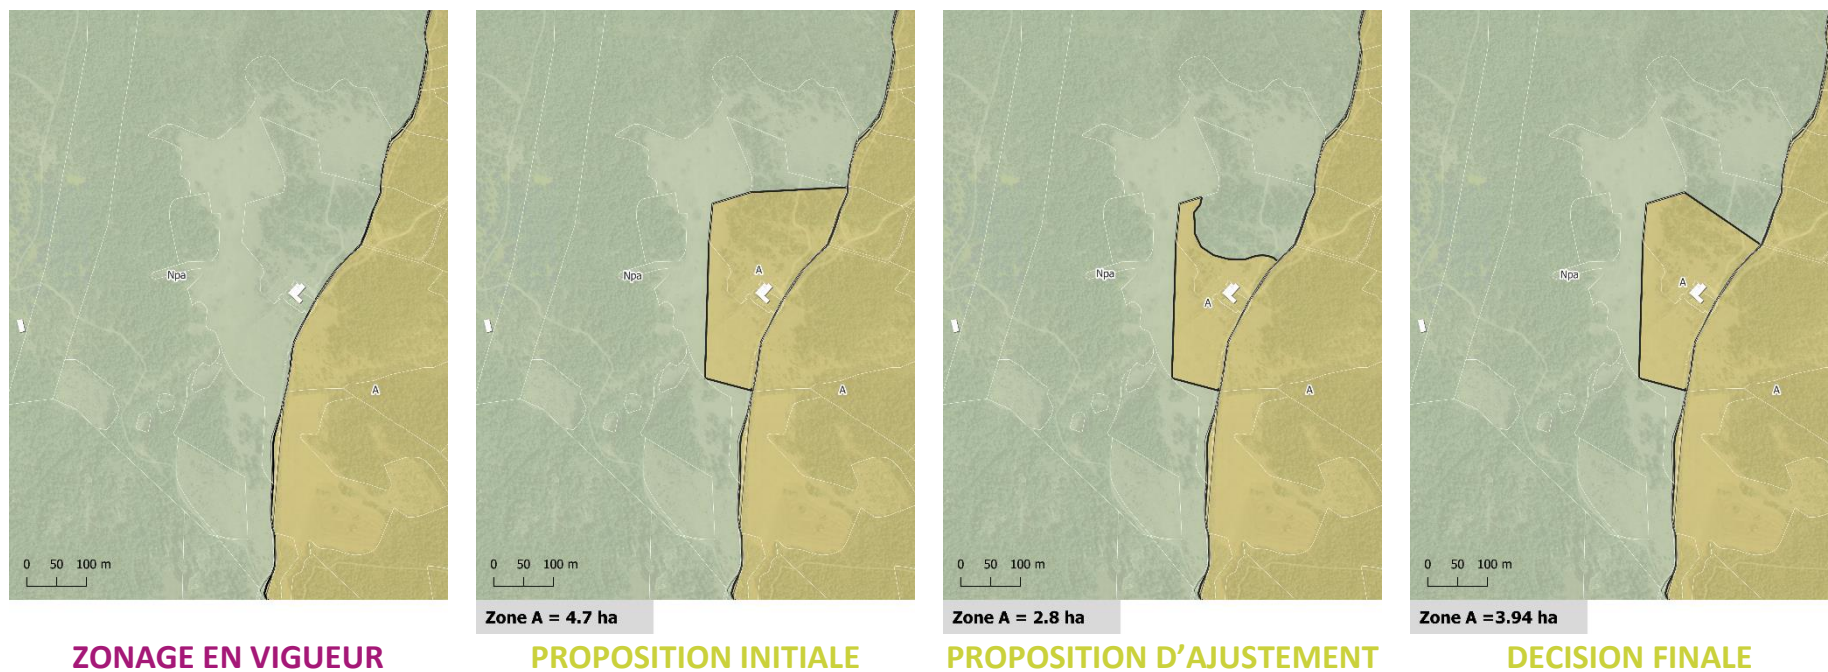 Npa
A
0 50 100 m
ZONAGE EN VIGUEUR
Npa
A
A
0 50 100 m
Zone A = 4.7 ha
PROPOSITION INITIALE
Npa
A
A
0 50 100 m
Zone A = 2.8 ha
PROPOSITION D'AJUSTEMENT
Npa
A
A
0 50 100 m
Zone A =3.94 ha
DECISION FINALE